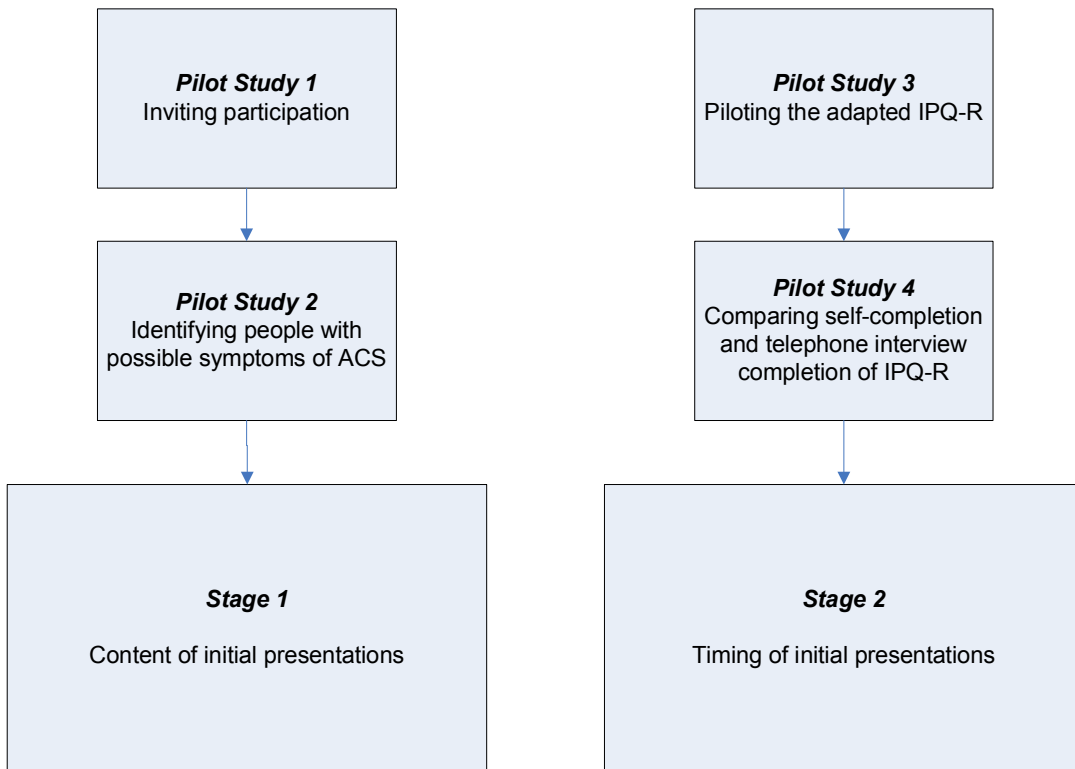 Pilot Study 1
Inviting participation
Pilot Study 2
Identifying people with
possible symptoms of ACS
Stage 1
Content of initial presentations
Pilot Study 3
Piloting the adapted IPQ-R
Pilot Study 4
Comparing self-completion
and telephone interview
completion of IPQ-R
Stage 2
Timing of initial presentations